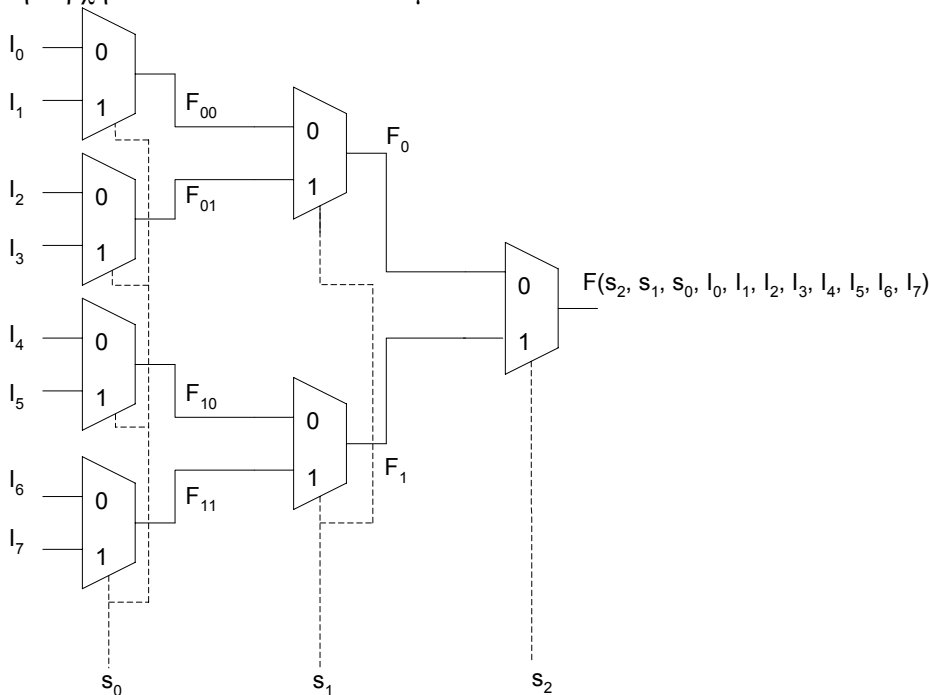 I₀
0
I₁
1
F₀₀
0
F₀
I₂
0
1
F₀₁
I₃
1
F(s₂, s₁, s₀, I₀, I₁, I₂, I₃, I₄, I₅, I₆, I₇)
0
I₄
0
1
I₅
1
F₁₀
0
I₆
0
F₁₁
1
F₁
I₇
1
s₀
s₁
s₂